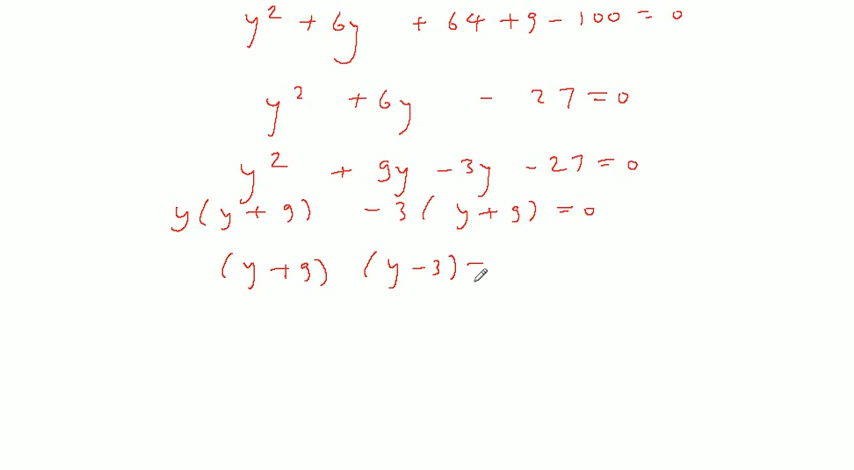 y² + 6y + 64 + 9 - 100 = 0
y² + 6y - 27 = 0
y² + 9y - 3y - 27 = 0
y(y + 9) - 3(y + 9) = 0
(y + 9) (y - 3) =